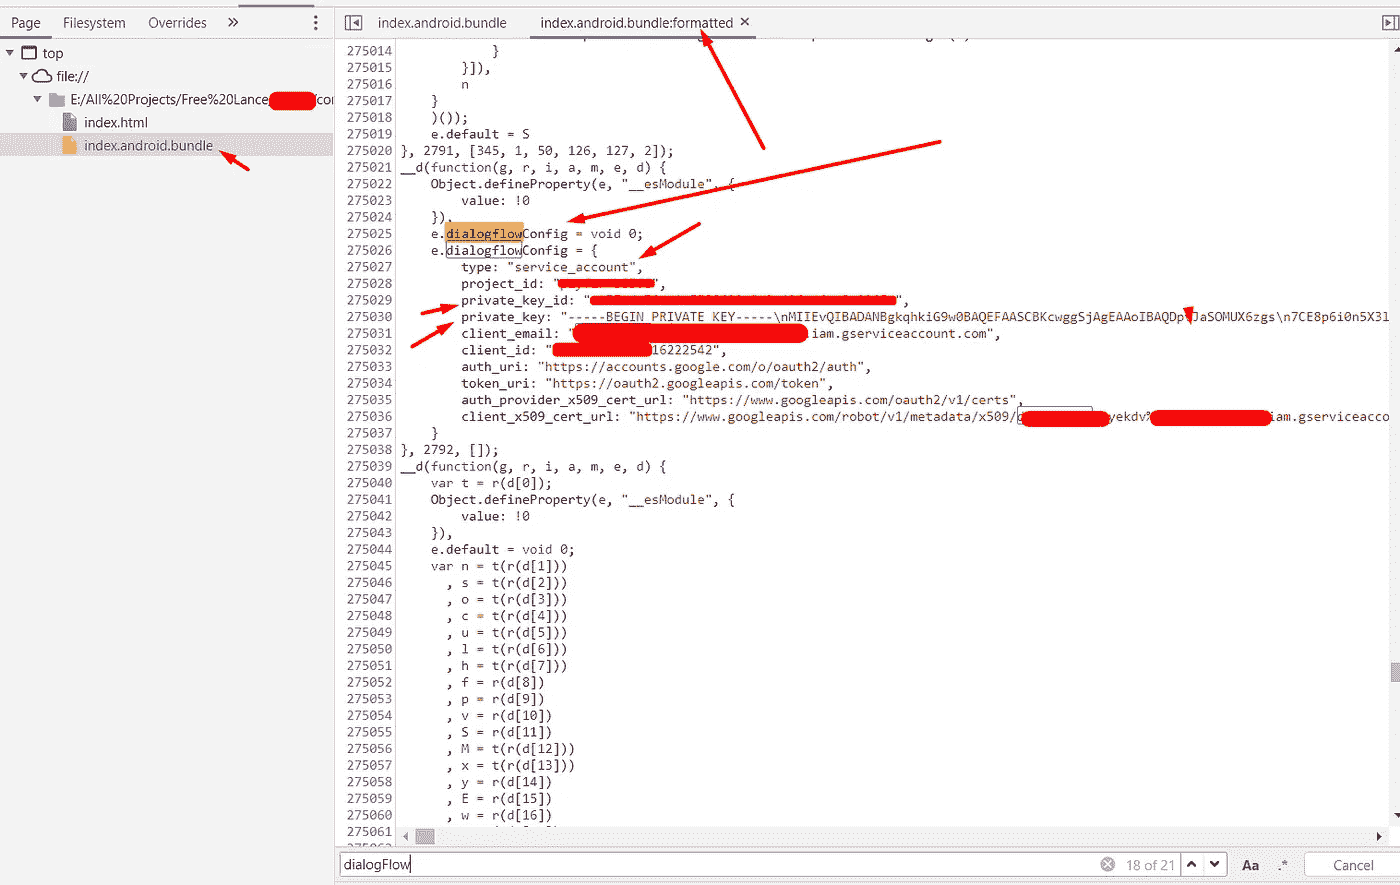 Page Filesystem Overrides »
index.android.bundle index.android.bundle:formatted ×
top
file://
E:/All%20Projects/Free%20Lance /co
index.html
index.android.bundle
275014 }
275015 }]),
275016 n
275017 }
275018 )());
275019 e.default = S
275020 }, 2791, [345, 1, 50, 126, 127, 2]);
275021 __d(function(g, r, i, a, m, e, d) {
275022 Object.defineProperty(e, "__esModule", {
275023 value: !0
275024 }),
275025 e.dialogflowConfig = void 0;
275026 e.dialogflowConfig = {
275027 type: "service_account",
275028 project_id: " ",
275029 private_key_id: " ",
275030 private_key: "-----BEGIN PRIVATE KEY-----\nMIIEvQIBADANBgkqhkiG9w0BAQEFAASCBKcwggSjAgEAAoIBAQDp JaSOMUX6zgs\n7CE8p6i0n5X3l
275031 client_email: " .iam.gserviceaccount.com",
275032 client_id: " 16222542",
275033 auth_uri: "https://accounts.google.com/o/oauth2/auth",
275034 token_uri: "https://oauth2.googleapis.com/token",
275035 auth_provider_x509_cert_url: "https://www.googleapis.com/oauth2/v1/certs",
275036 client_x509_cert_url: "https://www.googleapis.com/robot/v1/metadata/x509/ yekdv% iam.gserviceacco
275037 }
275038 }, 2792, []);
275039 __d(function(g, r, i, a, m, e, d) {
275040 var t = r(d[0]);
275041 Object.defineProperty(e, "__esModule", {
275042 value: !0
275043 }),
275044 e.default = void 0;
275045 var n = t(r(d[1]))
275046 , s = t(r(d[2]))
275047 , o = t(r(d[3]))
275048 , c = t(r(d[4]))
275049 , u = t(r(d[5]))
275050 , l = t(r(d[6]))
275051 , h = t(r(d[7]))
275052 , f = r(d[8])
275053 , p = r(d[9])
275054 , v = r(d[10])
275055 , S = r(d[11])
275056 , M = t(r(d[12]))
275057 , x = t(r(d[13]))
275058 , y = r(d[14])
275059 , E = r(d[15])
275060 , w = r(d[16])
275061
dialogFlow 18 of 21 Aa .* Cancel